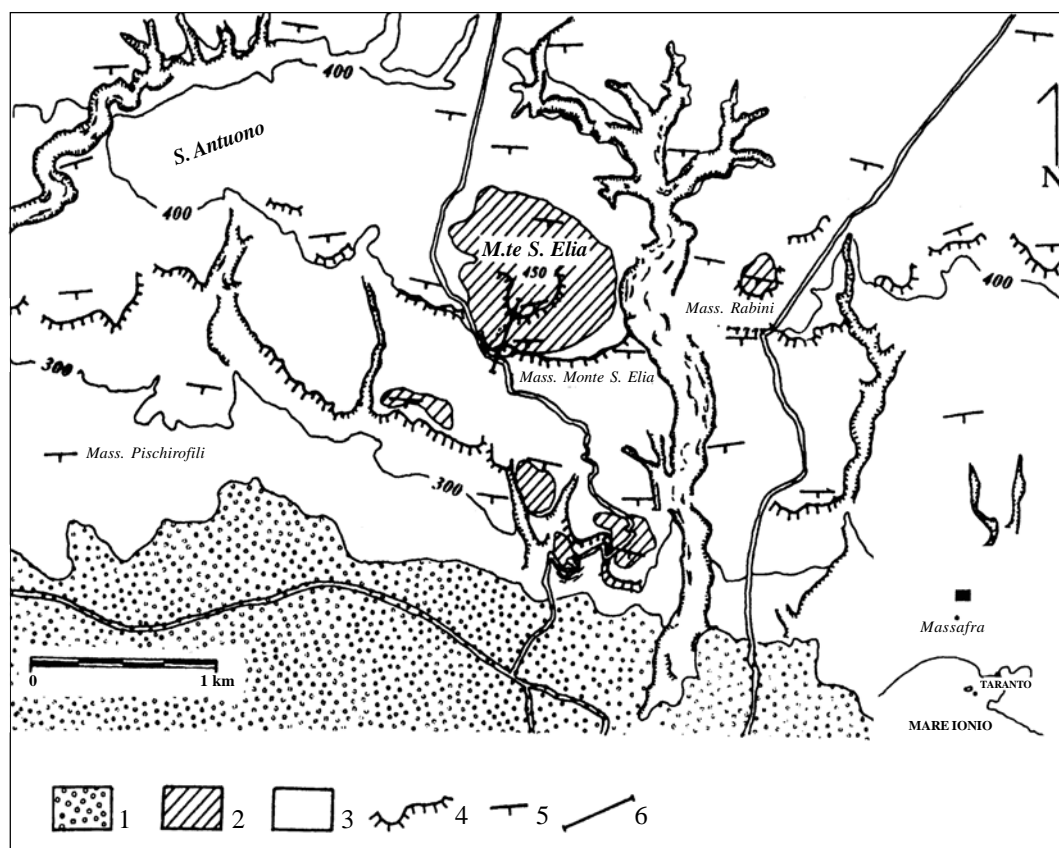 400
S. Antuono
N
400
M.te S. Elia
450
400
Mass. Rabini
300
Mass. Monte S. Elia
Mass. Pischirofili
300
Massafra
0
1 km
TARANTO
MARE IONIO
1
2
3
4
5
6